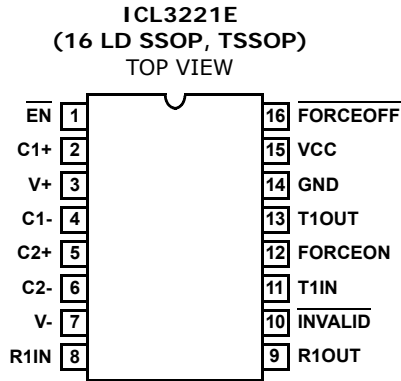 ICL3221E
(16 LD SSOP, TSSOP)
TOP VIEW
EN 1 16 FORCEOFF
C1+ 2 15 VCC
V+ 3 14 GND
C1- 4 13 T1OUT
C2+ 5 12 FORCEON
C2- 6 11 T1IN
V- 7 10 INVALID
R1IN 8 9 R1OUT